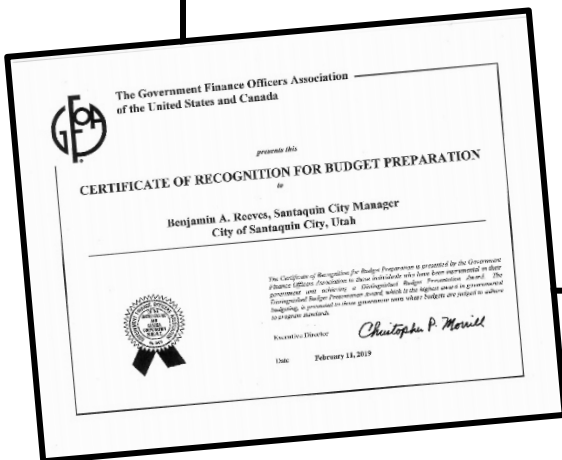 GFOA
The Government Finance Officers Association
of the United States and Canada
presents this
CERTIFICATE OF RECOGNITION FOR BUDGET PREPARATION
to
Benjamin A. Reeves, Santaquin City Manager
City of Santaquin City, Utah
The Certificate of Recognition for Budget Preparation is presented by the Government
Finance Officers Association to those individuals who have been instrumental in their
government unit achieving a Distinguished Budget Presentation Award. The
Distinguished Budget Presentation Award, which is the highest award in governmental
budgeting, is presented to those government units whose budgets are judged to adhere
to program standards.
Executive Director
Christopher P. Morrill
Date
February 11, 2019